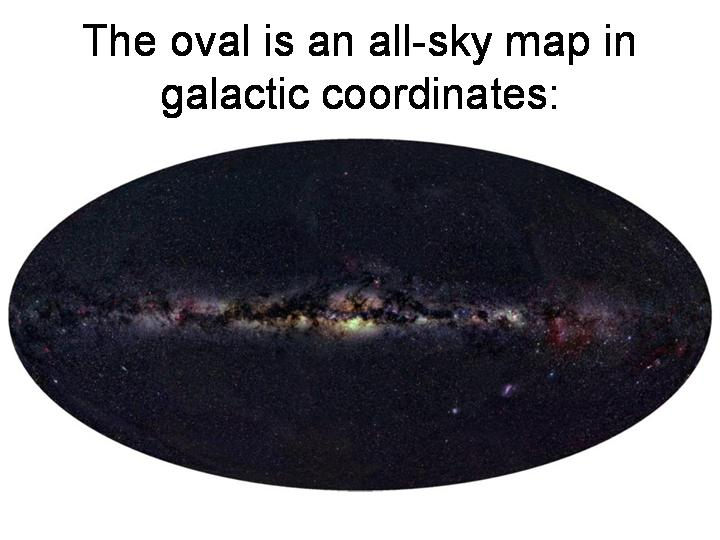 The oval is an all-sky map in
galactic coordinates: